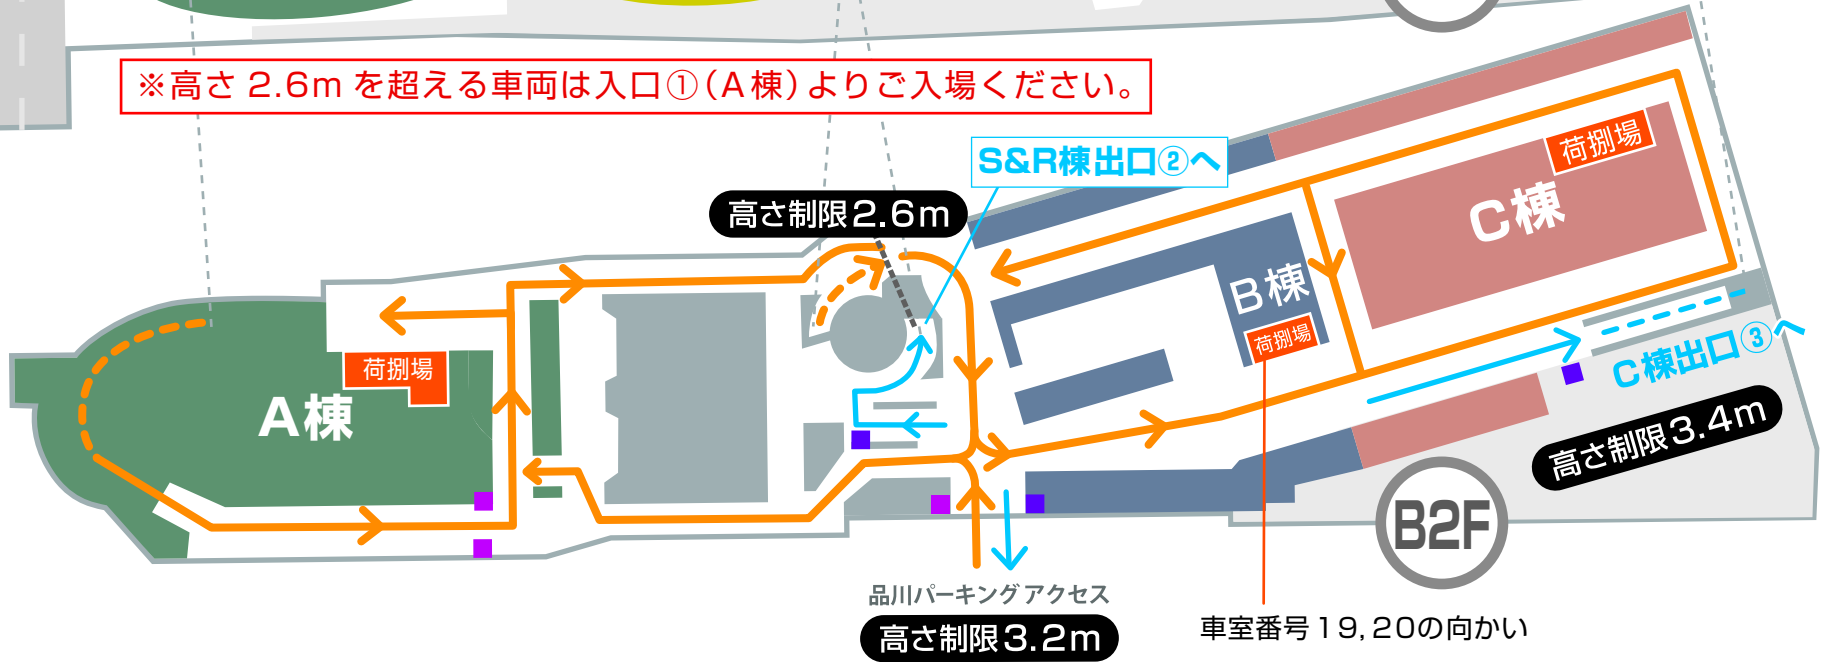 ※高さ2.6mを超える車両は入口①(A棟)よりご入場ください。
S&R棟出口②へ
高さ制限2.6m
荷捌場
C棟
B棟
荷捌場
荷捌場
A棟
C棟出口③へ
高さ制限3.4m
B2F
品川パーキングアクセス
高さ制限3.2m
車室番号19,20の向かい